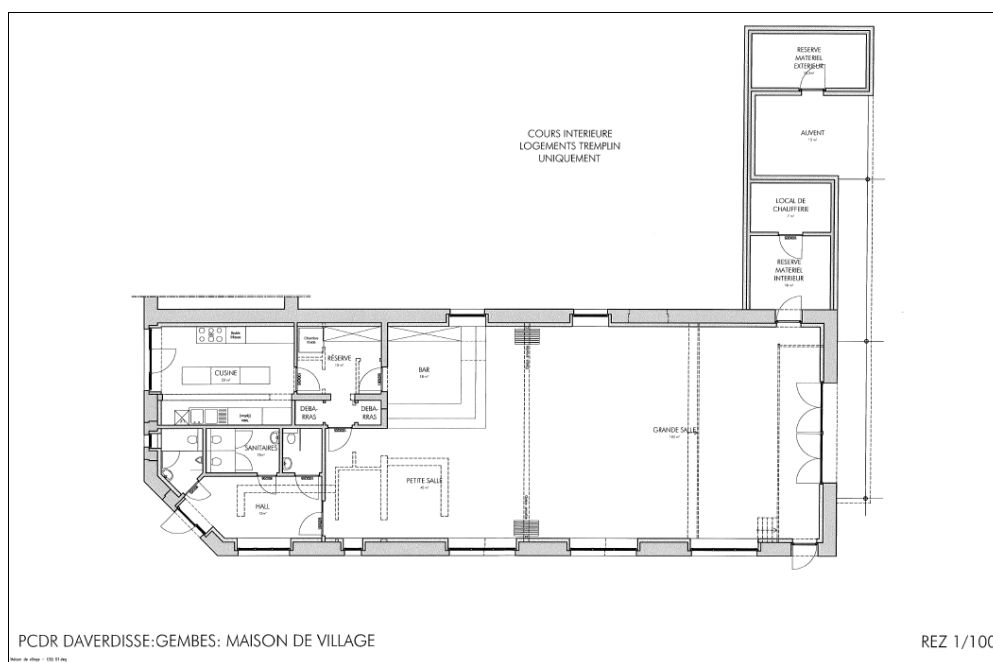 RESERVE
MATERIEL
EXTERIEUR
AUVENT
COURS INTERIEURE
LOGEMENTS TREMPLIN
UNIQUEMENT
LOCAL DE
CHAUFFERIE
RESERVE
MATERIEL
INTERIEUR
CUISINE
RÉSERVE
BAR
DEBA-
RRAS
DEBA-
RRAS
SANITAIRES
GRANDE SALLE
PETITE SALLE
HALL
PCDR DAVERDISSE:GEMBES: MAISON DE VILLAGE
REZ 1/100